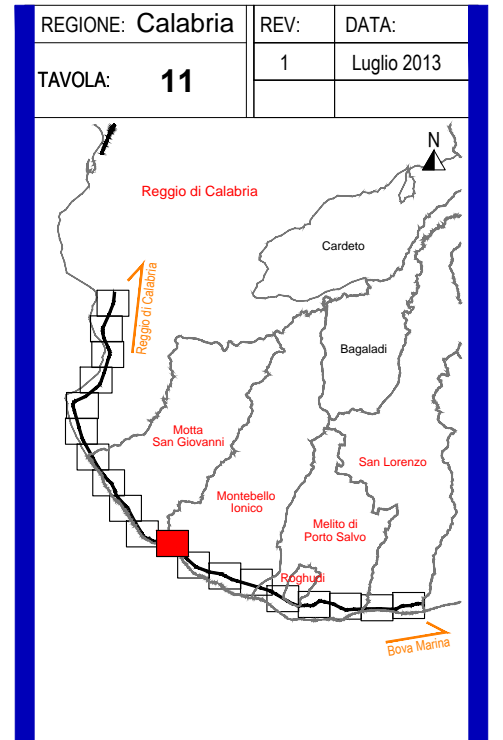 REGIONE: Calabria
REV:
DATA:
TAVOLA: 11
1
Luglio 2013
N
Reggio di Calabria
Cardeto
Reggio di Calabria
Bagaladi
Motta
San Giovanni
San Lorenzo
Montebello
Ionico
Melito di
Porto Salvo
Roghudi
Bova Marina